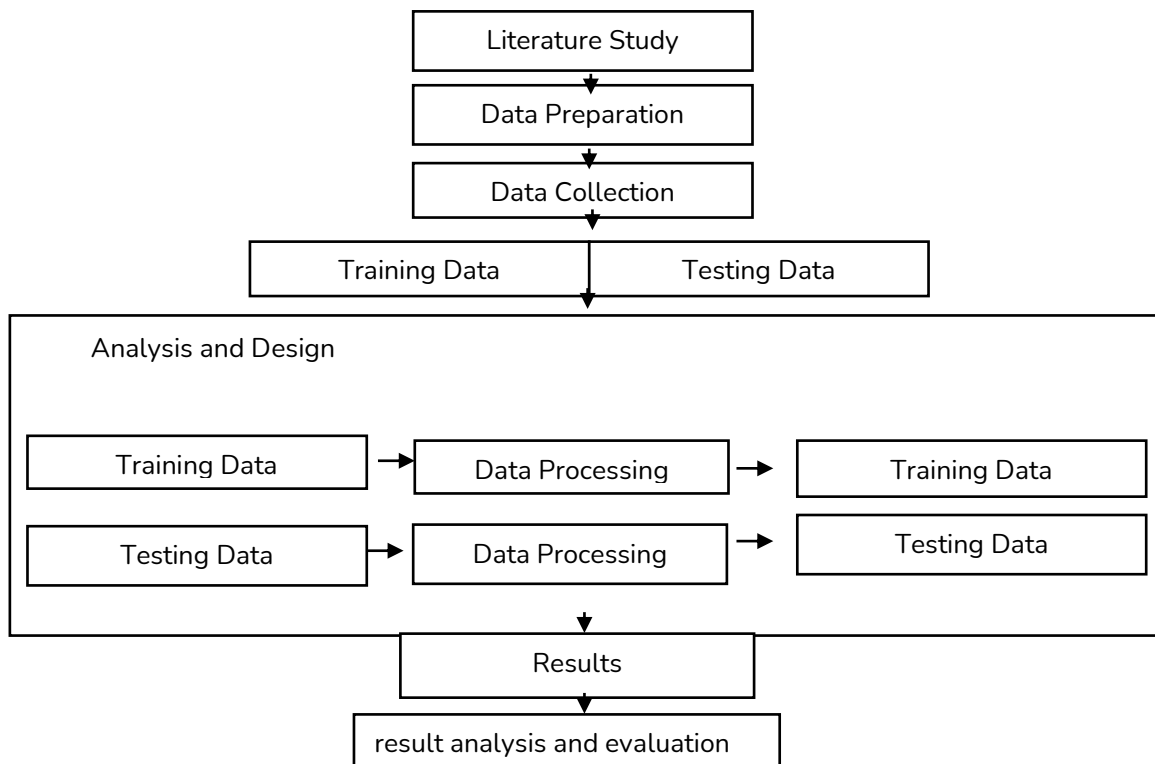 Literature Study
Data Preparation
Data Collection
Training Data
Testing Data
Analysis and Design
Training Data
Data Processing
Training Data
Testing Data
Data Processing
Testing Data
Results
result analysis and evaluation